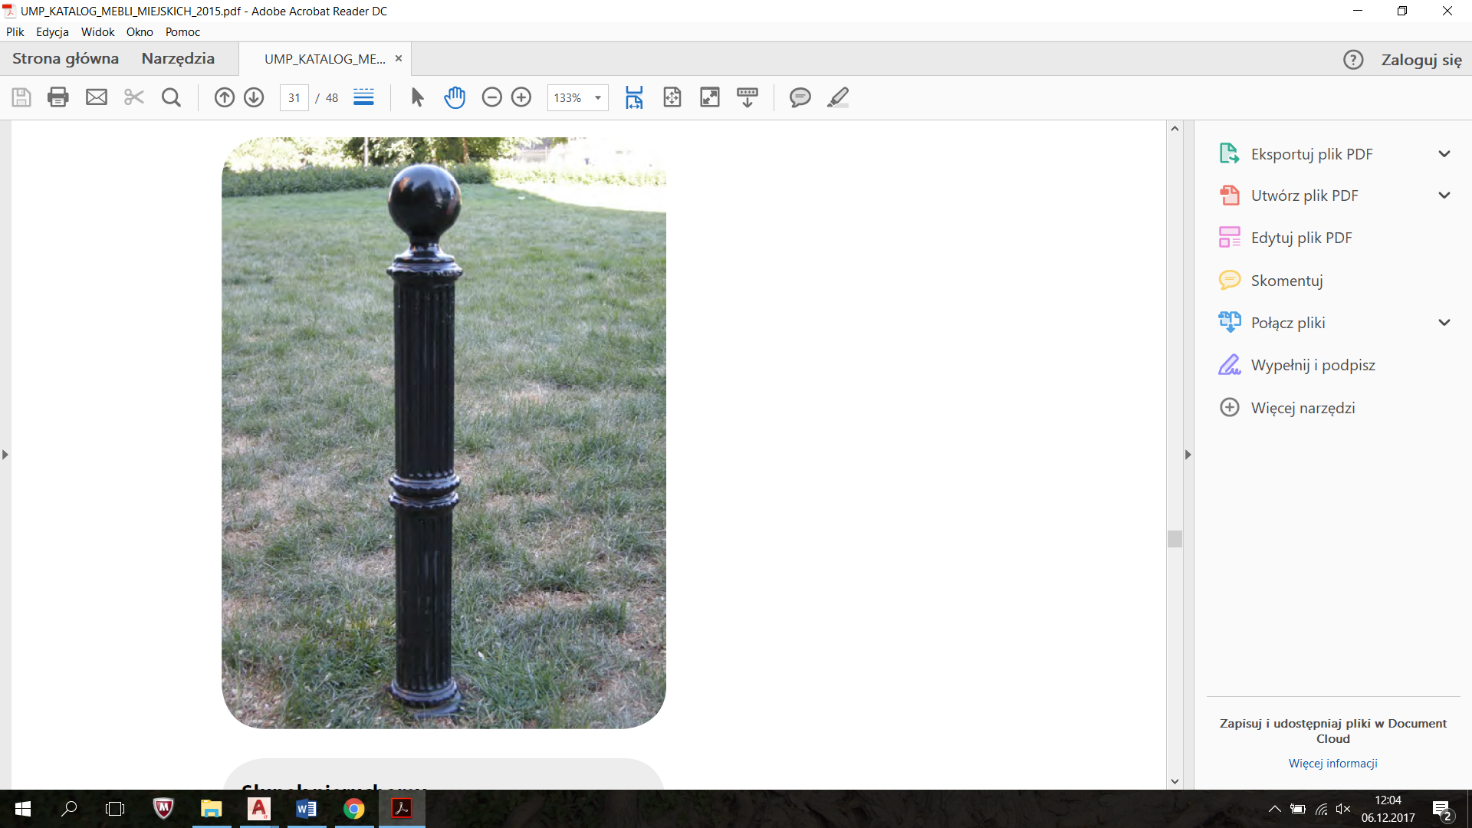 UMP_KATALOG_MEBLI_MIEJSKICH_2015.pdf - Adobe Acrobat Reader DC
Plik Edycja Widok Okno Pomoc
Strona główna Narzędzia UMP_KATALOG_ME... × ? Zaloguj się
31 / 48 133%
Eksportuj plik PDF
Utwórz plik PDF
Edytuj plik PDF
Skomentuj
Połącz pliki
Wypełnij i podpisz
Więcej narzędzi
Zapisuj i udostępniaj pliki w Document
Cloud
Więcej informacji
12:04
06.12.2017
2